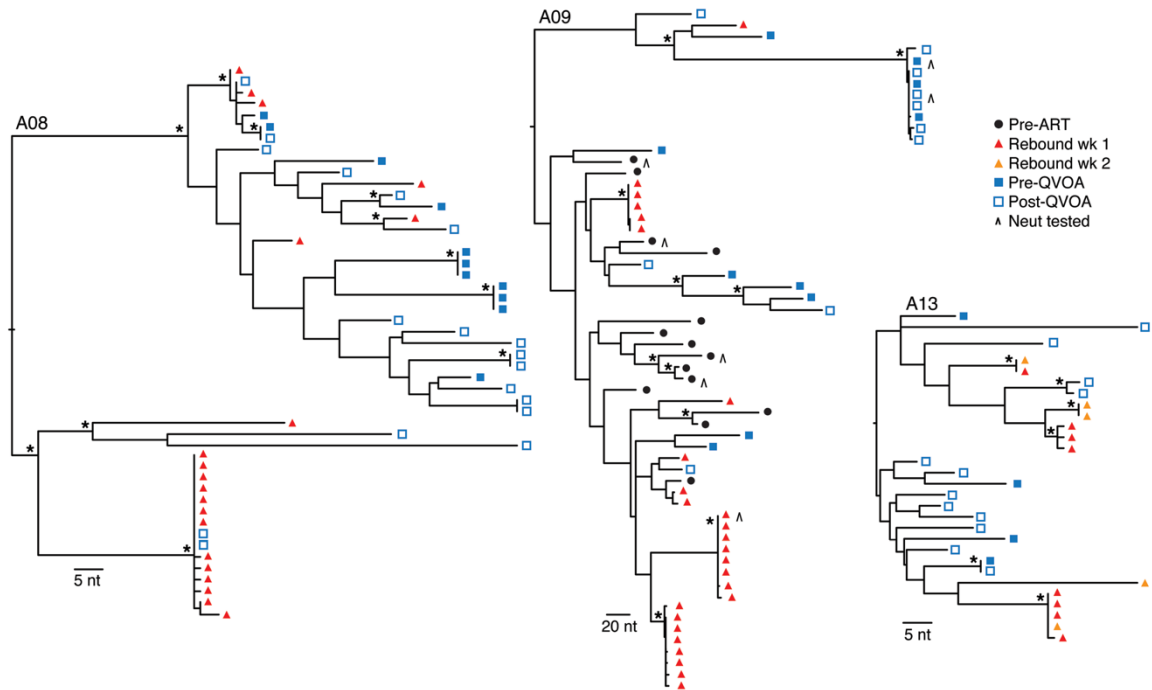 A09
A08
Pre-ART
Rebound wk 1
Rebound wk 2
Pre-QVOA
Post-QVOA
∧ Neut tested
A13
5 nt
20 nt
5 nt